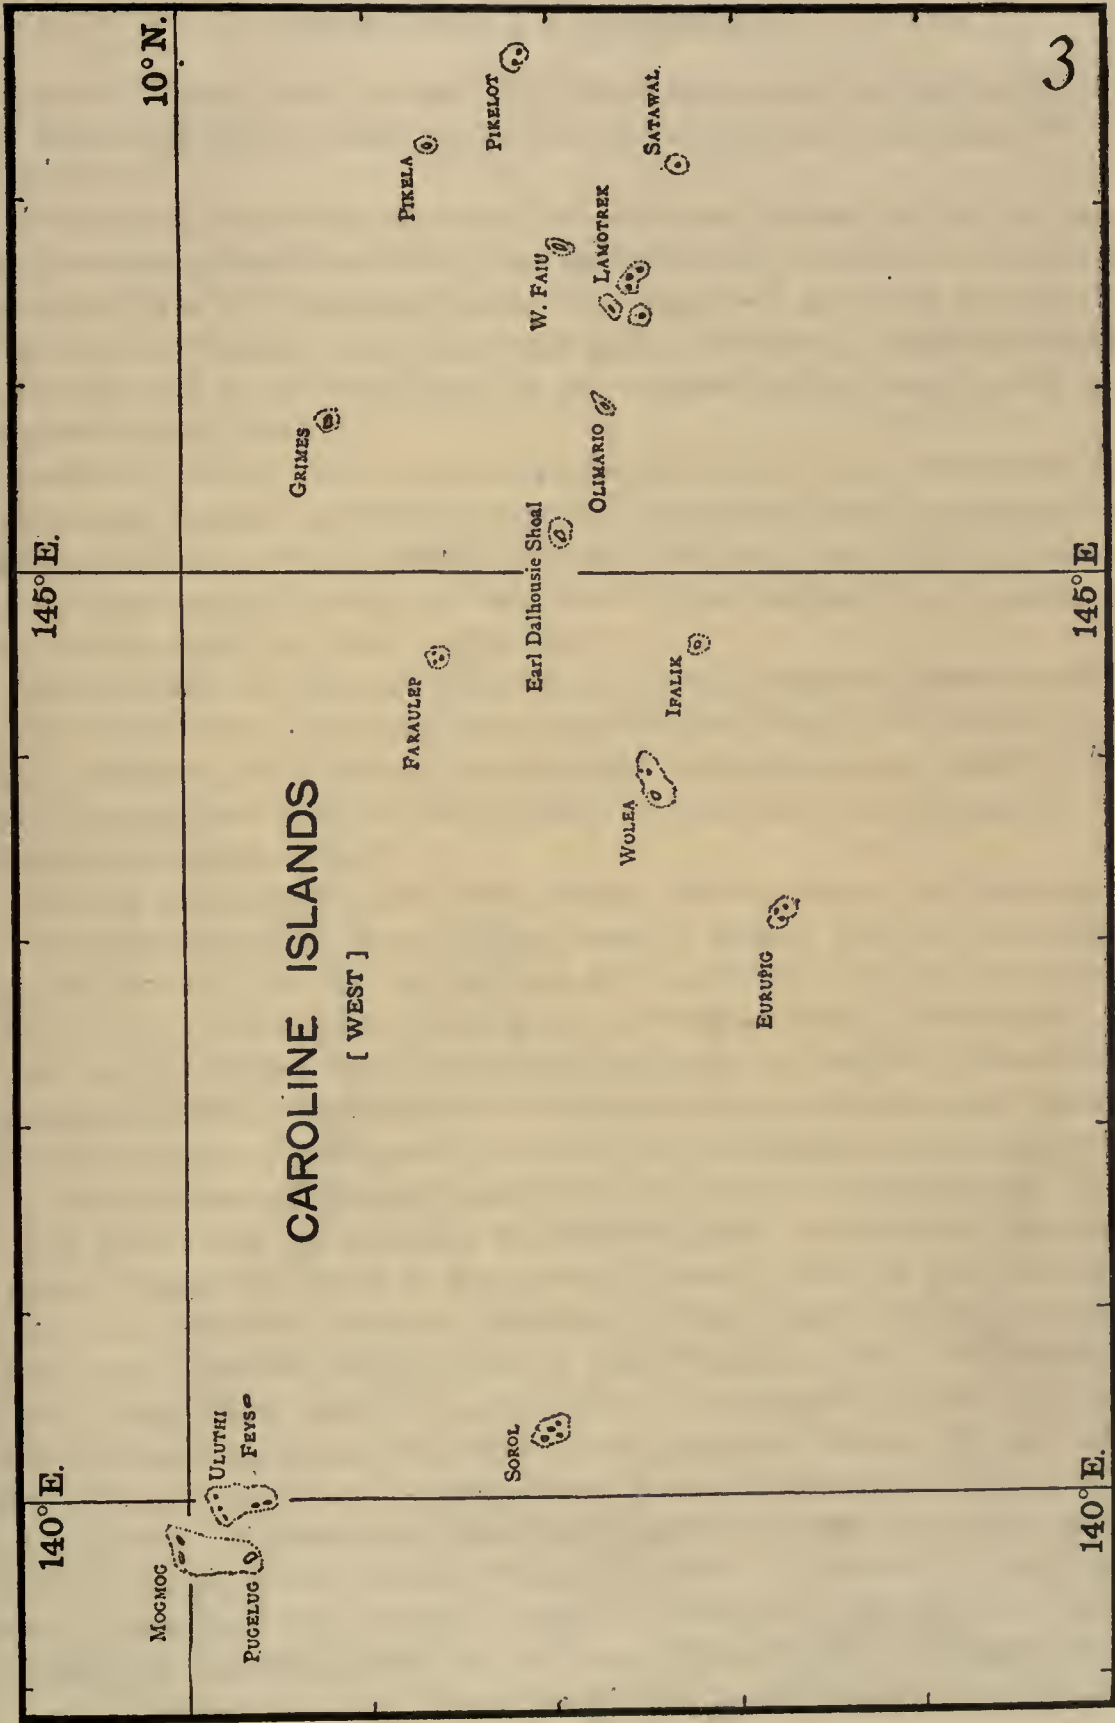 140° E.
145° E.
10° N.
MOGMOG
ULUTHI
PUGELUG
FEYS
CAROLINE ISLANDS
GRIMES
[ WEST ]
PIKELA
FARAULEP
PIKELOT
SOROL
Earl Dalhousie Shoal
W. FAIU
OLIMARIO
LAMOTREK
WOLEA
SATAWAL
IFALIK
EURUPIG
140° E.
145° E
3